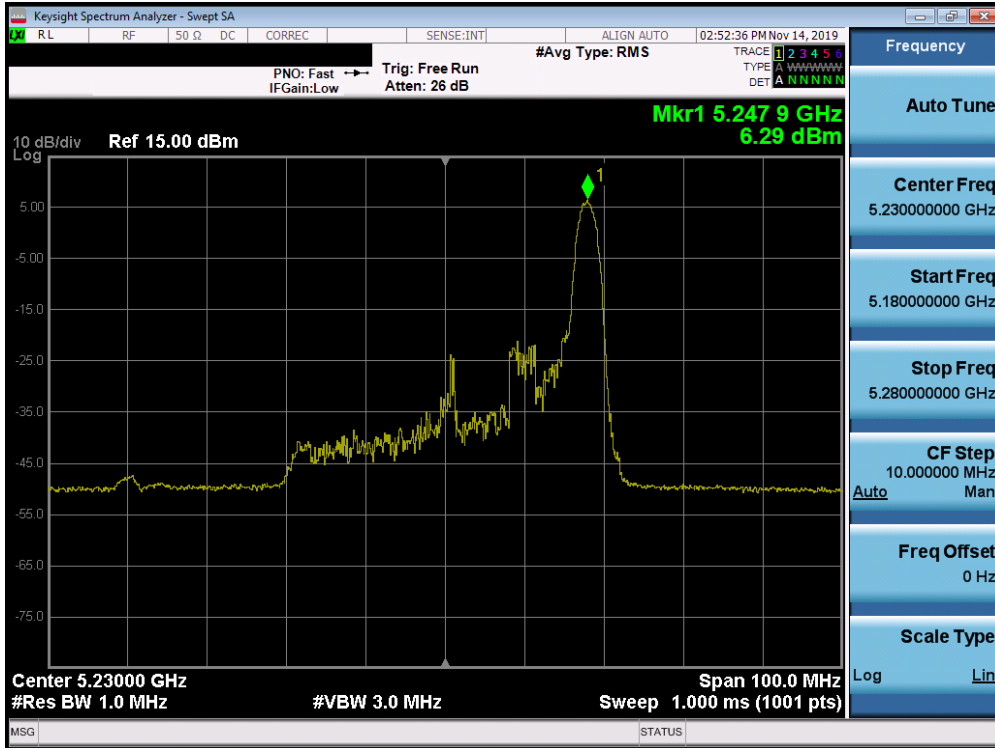 Keysight Spectrum Analyzer - Swept SA
LXI RL RF 50 Ω DC CORREC SENSE:INT ALIGN AUTO 02:52:36 PM Nov 14, 2019
Frequency
#Avg Type: RMS
TRACE 1 2 3 4 5 6
PNO: Fast Trig: Free Run
TYPE A WWWWW
IFGain:Low Atten: 26 dB
DET A N N N N N
Auto Tune
Mkr1 5.247 9 GHz
6.29 dBm
10 dB/div Ref 15.00 dBm
Log
1
5.00
-5.00
-15.0
-25.0
-35.0
-45.0
-55.0
-65.0
-75.0
Center Freq
5.230000000 GHz
Start Freq
5.180000000 GHz
Stop Freq
5.280000000 GHz
CF Step
10.000000 MHz
Auto Man
Freq Offset
0 Hz
Scale Type
Log Lin
Center 5.23000 GHz Span 100.0 MHz
#Res BW 1.0 MHz #VBW 3.0 MHz Sweep 1.000 ms (1001 pts)
MSG STATUS